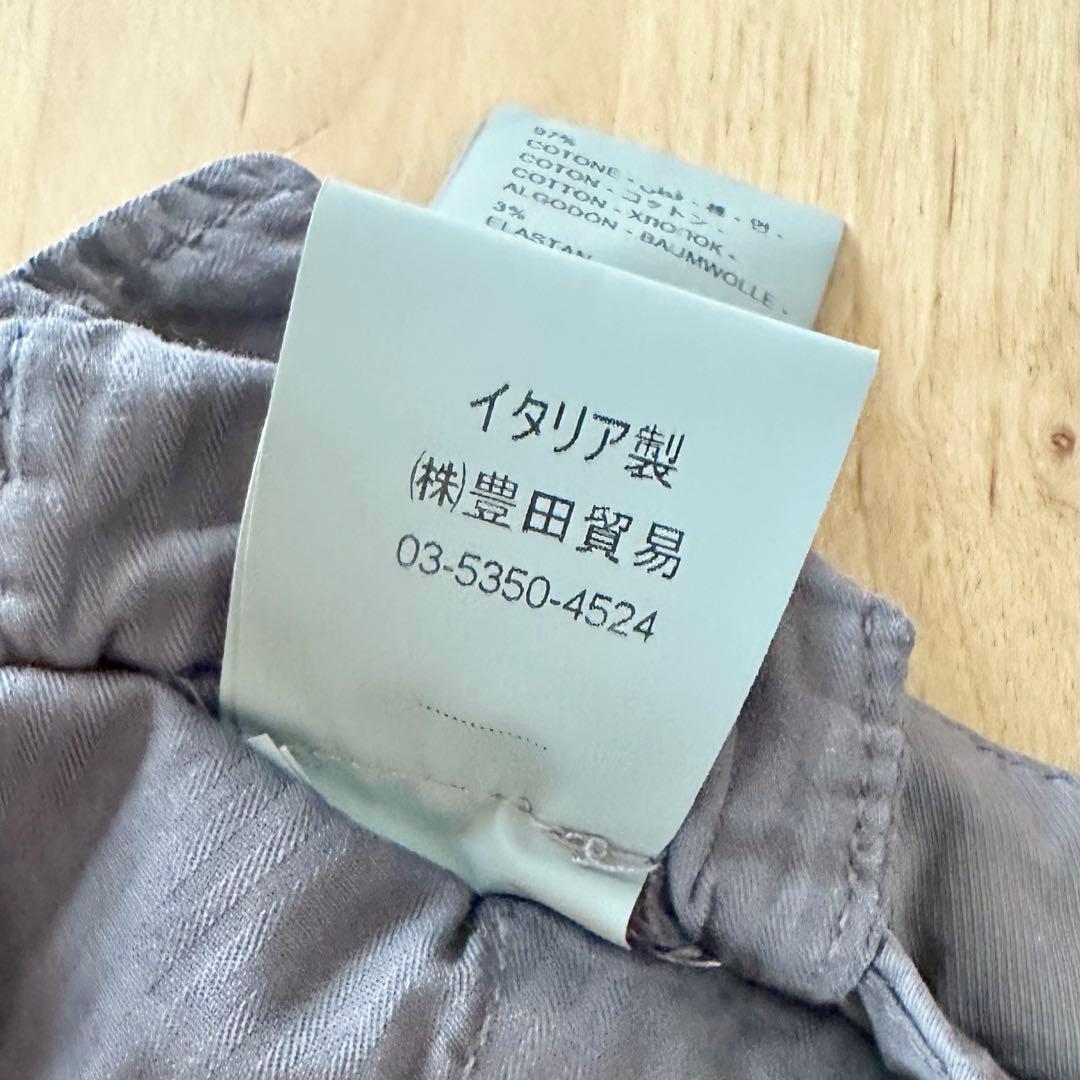 97%
COTONE -
COTON - コットン -
COTTON - ХЛОПОК -
ALGODON - BAUMWOLLE -
3%
ELASTAN
イタリア製
㈱豊田貿易
03-5350-4524